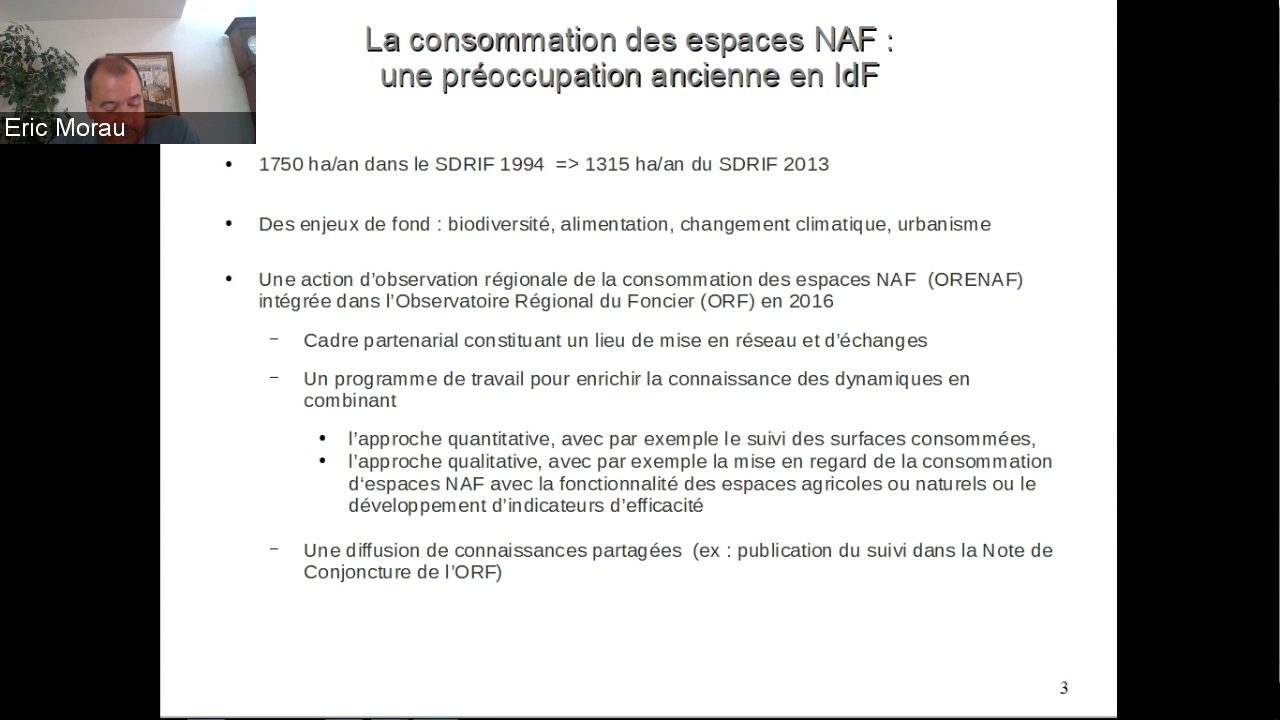 La consommation des espaces NAF :
une préoccupation ancienne en IdF
Eric Morau
• 1750 ha/an dans le SDRIF 1994 => 1315 ha/an du SDRIF 2013
• Des enjeux de fond : biodiversité, alimentation, changement climatique, urbanisme
• Une action d’observation régionale de la consommation des espaces NAF (ORENAF)
intégrée dans l’Observatoire Régional du Foncier (ORF) en 2016
– Cadre partenarial constituant un lieu de mise en réseau et d’échanges
– Un programme de travail pour enrichir la connaissance des dynamiques en
combinant
• l’approche quantitative, avec par exemple le suivi des surfaces consommées,
• l’approche qualitative, avec par exemple la mise en regard de la consommation
d‘espaces NAF avec la fonctionnalité des espaces agricoles ou naturels ou le
développement d’indicateurs d’efficacité
– Une diffusion de connaissances partagées (ex : publication du suivi dans la Note de
Conjoncture de l’ORF)
3